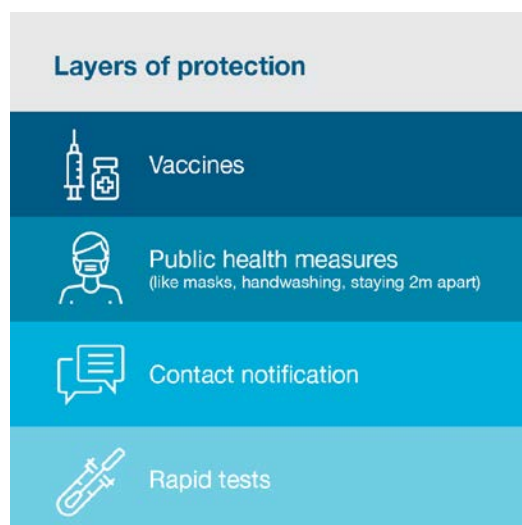 Layers of protection
Vaccines
Public health measures
(like masks, handwashing, staying 2m apart)
Contact notification
Rapid tests